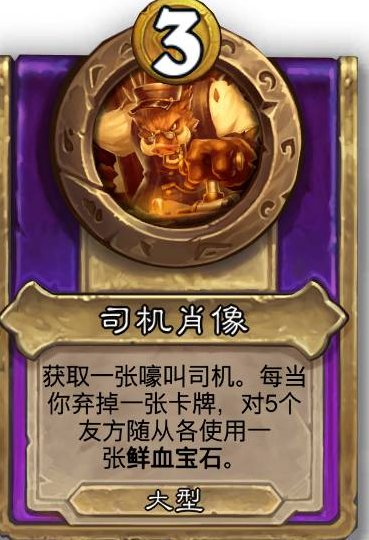 3
司机肖像
获取一张嚎叫司机。每当
你弃掉一张卡牌，对5个
友方随从各使用一
张鲜血宝石。
大型